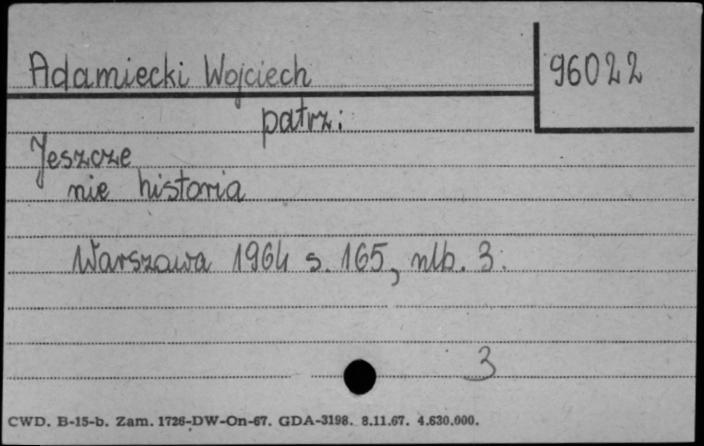 Adamiecki Wojciech
96022
patrz:
Jeszcze
nie historia
Warszawa 1964 s. 165, nlb. 3.
3
CWD. B-15-b. Zam. 1726-DW-On-67. GDA-3198. 8.11.67. 4.630.000.